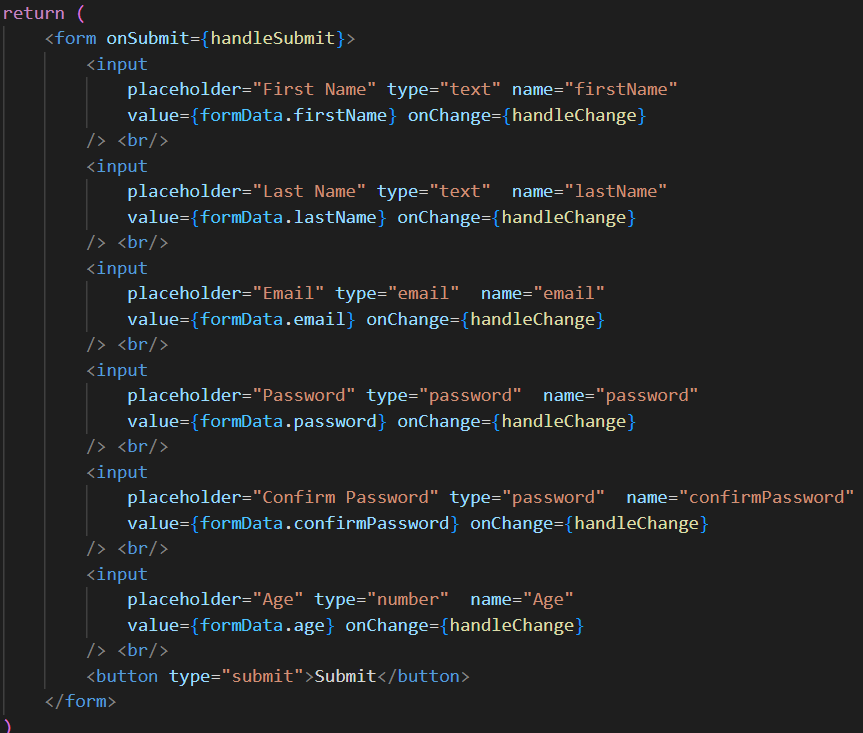 return (
<form onSubmit={handleSubmit}>
<input
placeholder="First Name" type="text" name="firstName"
value={formData.firstName} onChange={handleChange}
/> <br/>
<input
placeholder="Last Name" type="text"  name="lastName"
value={formData.lastName} onChange={handleChange}
/> <br/>
<input
placeholder="Email" type="email"  name="email"
value={formData.email} onChange={handleChange}
/> <br/>
<input
placeholder="Password" type="password"  name="password"
value={formData.password} onChange={handleChange}
/> <br/>
<input
placeholder="Confirm Password" type="password"  name="confirmPassword"
value={formData.confirmPassword} onChange={handleChange}
/> <br/>
<input
placeholder="Age" type="number"  name="Age"
value={formData.age} onChange={handleChange}
/> <br/>
<button type="submit">Submit</button>
</form>
)